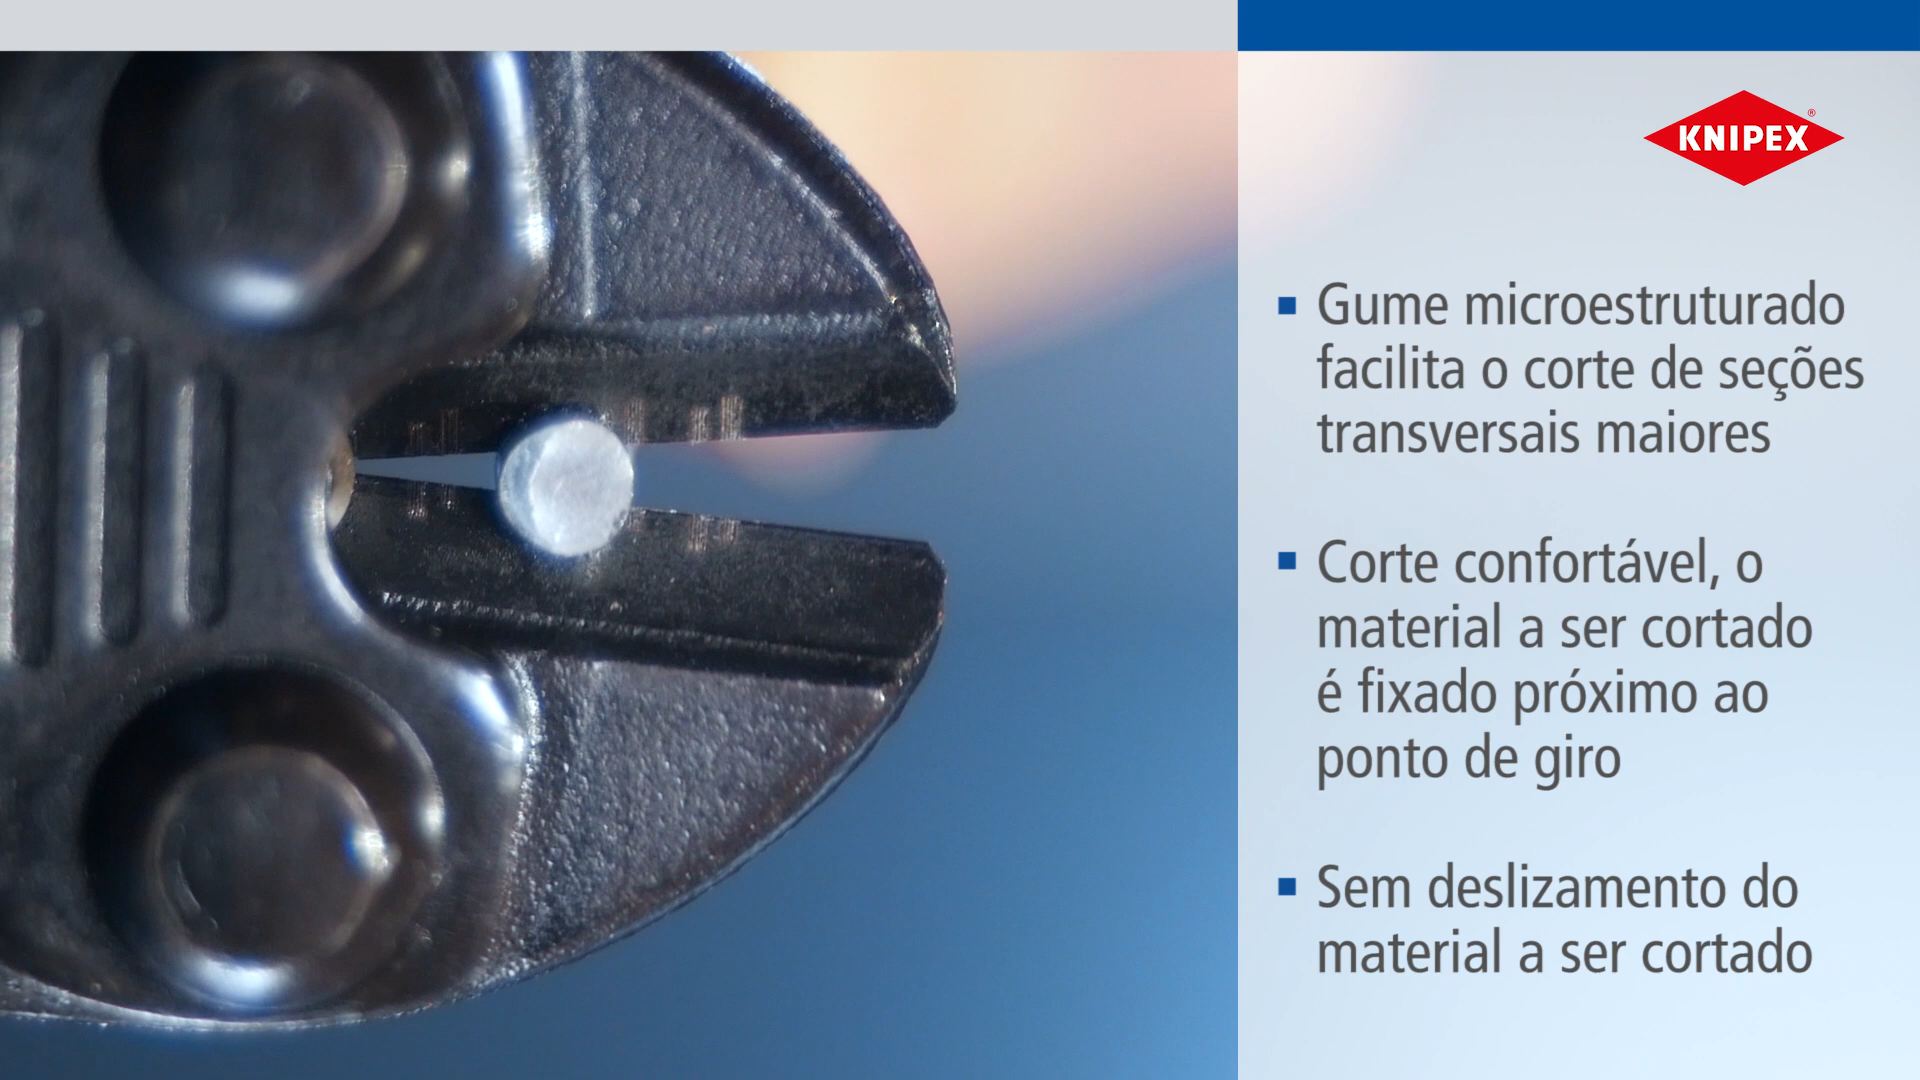 KNIPEX®
Gume microestruturado
facilita o corte de seções
transversais maiores
Corte confortável, o
material a ser cortado
é fixado próximo ao
ponto de giro
Sem deslizamento do
material a ser cortado